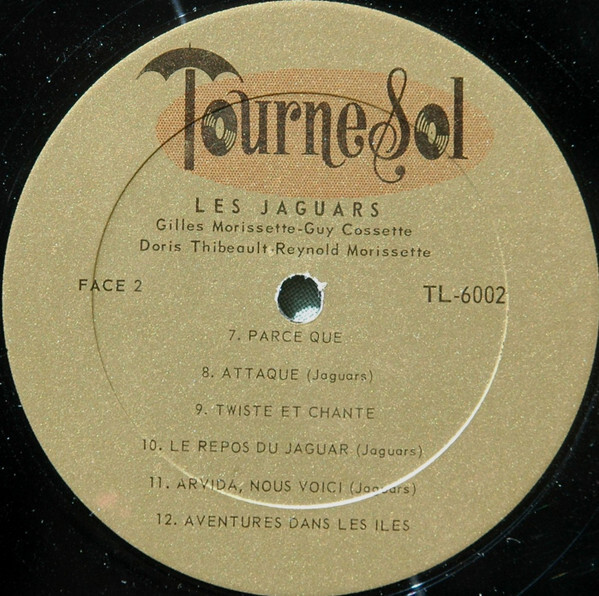 TourneSol
LES JAGUARS
Gilles Morissette-Guy Cossette
Doris Thibeault-Reynold Morissette
FACE 2
TL-6002
7. PARCE QUE
8. ATTAQUE (Jaguars)
9. TWISTE ET CHANTE
10. LE REPOS DU JAGUAR (Jaguars)
11. ARVIDA, NOUS VOICI (Jaguars)
12. AVENTURES DANS LES ILES